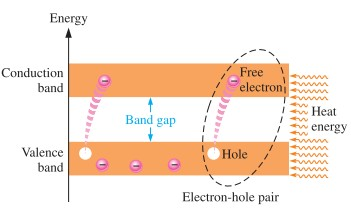 Energy
Conduction
band
Free
electron
Band gap
Heat
energy
Valence
band
Hole
Electron-hole pair